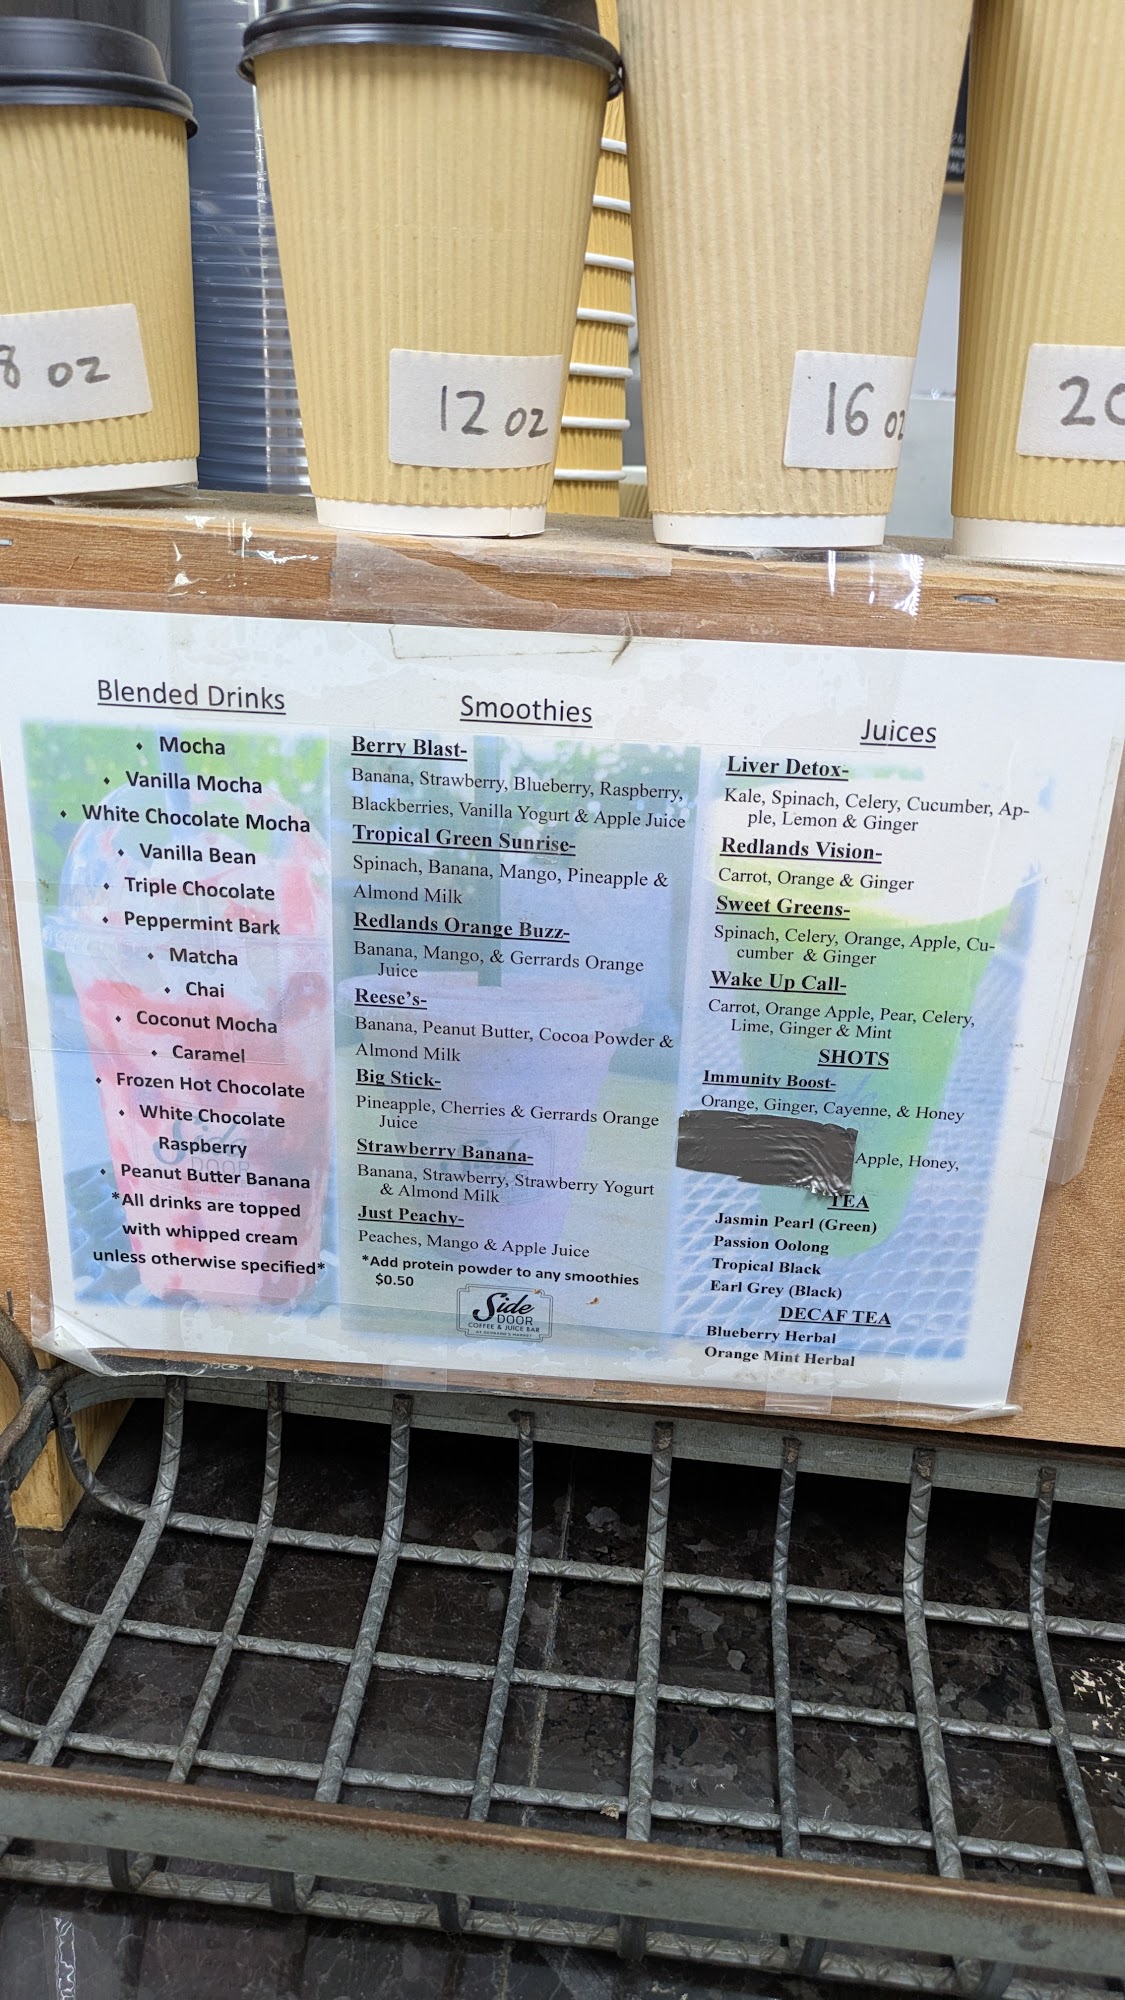 8 oz
12 oz
16 oz
20
Blended Drinks
Mocha
Vanilla Mocha
White Chocolate Mocha
Vanilla Bean
Triple Chocolate
Peppermint Bark
Matcha
Chai
Coconut Mocha
Caramel
Frozen Hot Chocolate
White Chocolate
Raspberry
Peanut Butter Banana
*All drinks are topped
with whipped cream
unless otherwise specified*
Smoothies
Berry Blast-
Banana, Strawberry, Blueberry, Raspberry,
Blackberries, Vanilla Yogurt & Apple Juice
Tropical Green Sunrise-
Spinach, Banana, Mango, Pineapple &
Almond Milk
Redlands Orange Buzz-
Banana, Mango, & Gerrards Orange
Juice
Reese's-
Banana, Peanut Butter, Cocoa Powder &
Almond Milk
Big Stick-
Pineapple, Cherries & Gerrards Orange
Juice
Strawberry Banana-
Banana, Strawberry, Strawberry Yogurt
& Almond Milk
Just Peachy-
Peaches, Mango & Apple Juice
*Add protein powder to any smoothies
$0.50
Side
DOOR
COFFEE & JUICE BAR
AT GERRARD'S MARKET
Juices
Liver Detox-
Kale, Spinach, Celery, Cucumber, Ap-
ple, Lemon & Ginger
Redlands Vision-
Carrot, Orange & Ginger
Sweet Greens-
Spinach, Celery, Orange, Apple, Cu-
cumber & Ginger
Wake Up Call-
Carrot, Orange Apple, Pear, Celery,
Lime, Ginger & Mint
SHOTS
Immunity Boost-
Orange, Ginger, Cayenne, & Honey
Apple, Honey,
TEA
Jasmin Pearl (Green)
Passion Oolong
Tropical Black
Earl Grey (Black)
DECAF TEA
Blueberry Herbal
Orange Mint Herbal